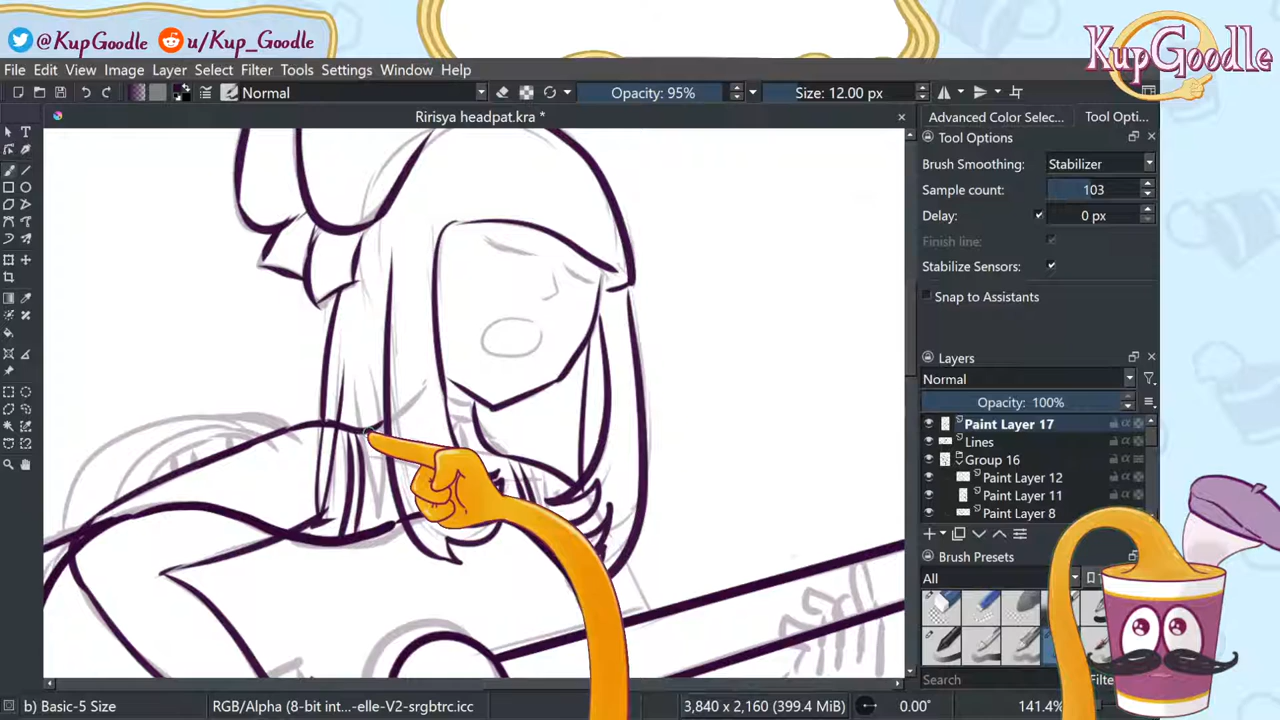 @KupGoodle u/Kup_Goodle
KupGoodle
File Edit View Image Layer Select Filter Tools Settings Window Help
Normal Opacity: 95% Size: 12.00 px
Ririsya headpat.kra *
Advanced Color Selec... Tool Opti...
Tool Options
Brush Smoothing: Stabilizer
Sample count: 103
Delay: 0 px
Finish line:
Stabilize Sensors:
Snap to Assistants
Layers
Normal
Opacity: 100%
Paint Layer 17
Lines
Group 16
Paint Layer 12
Paint Layer 11
Paint Layer 8
Brush Presets
All
Search
b) Basic-5 Size RGB/Alpha (8-bit int...-elle-V2-srgbtrc.icc 3,840 x 2,160 (399.4 MiB) 0.00° 141.4%